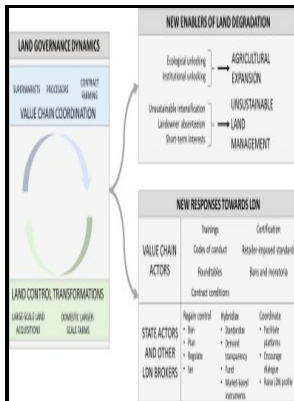 LAND GOVERNANCE DYNAMICS
SUPERMARKETS PROCESSORS CONTRACT FARMING
VALUE CHAIN COORDINATION
LAND CONTROL TRANSFORMATIONS
LARGE-SCALE LAND ACQUISITIONS
DOMESTIC LARGER-SCALE FARMS
NEW ENABLERS OF LAND DEGRADATION
Ecological unlocking
Institutional unlocking
AGRICULTURAL
EXPANSION
Unsustainable intensification
Landowner absenteeism
Short-term interests
UNSUSTAINABLE
LAND
MANAGEMENT
NEW RESPONSES TOWARDS LDN
VALUE CHAIN
ACTORS
Trainings
Certification
Codes of conduct
Retailer-imposed standards
Roundtables
Bans and moratoria
Contract conditions
STATE ACTORS
AND OTHER
LDN BROKERS
Regain control
• Ban
• Plan
• Regulate
• Tax
Hybridize
• Standardize
• Demand
transparency
• Fund
• Market-based
instruments
Coordinate
• Facilitate
platforms
• Encourage
dialogue
• Raise LDN profile